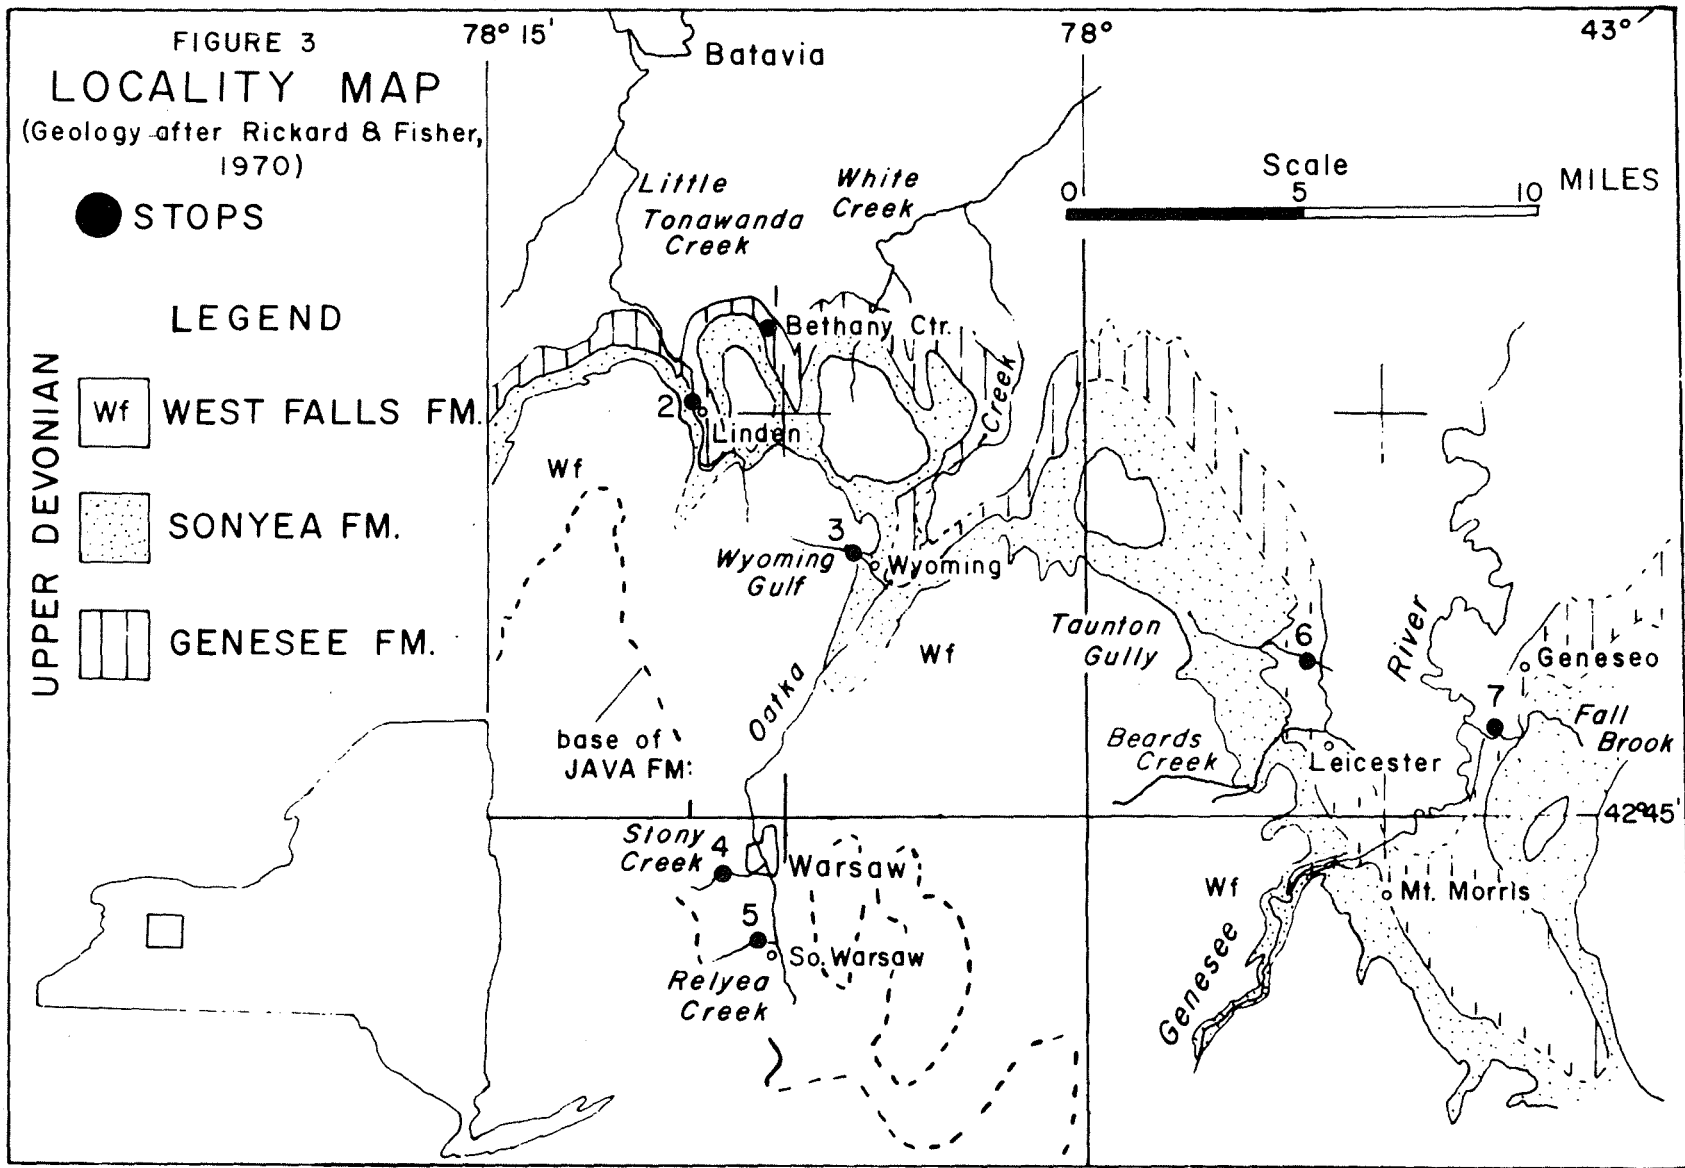 FIGURE 3
LOCALITY MAP
(Geology after Rickard & Fisher,
1970)
STOPS
LEGEND
UPPER DEVONIAN
Wf WEST FALLS FM.
SONYEA FM.
GENESEE FM.
78° 15'
78°
43°
Batavia
Scale
0 5 10 MILES
Little
Tonawanda
Creek
White
Creek
1
Bethany Ctr.
2
Linden
Creek
Wf
3
Wyoming
Gulf
Wyoming
Wf
Oatka
base of
JAVA FM.
Taunton
Gully
6
River
Geneseo
7
Fall
Brook
Beards
Creek
Leicester
42°45'
Stony
Creek
4
Warsaw
5
So. Warsaw
Relyea
Creek
Wf
Mt. Morris
Genesee